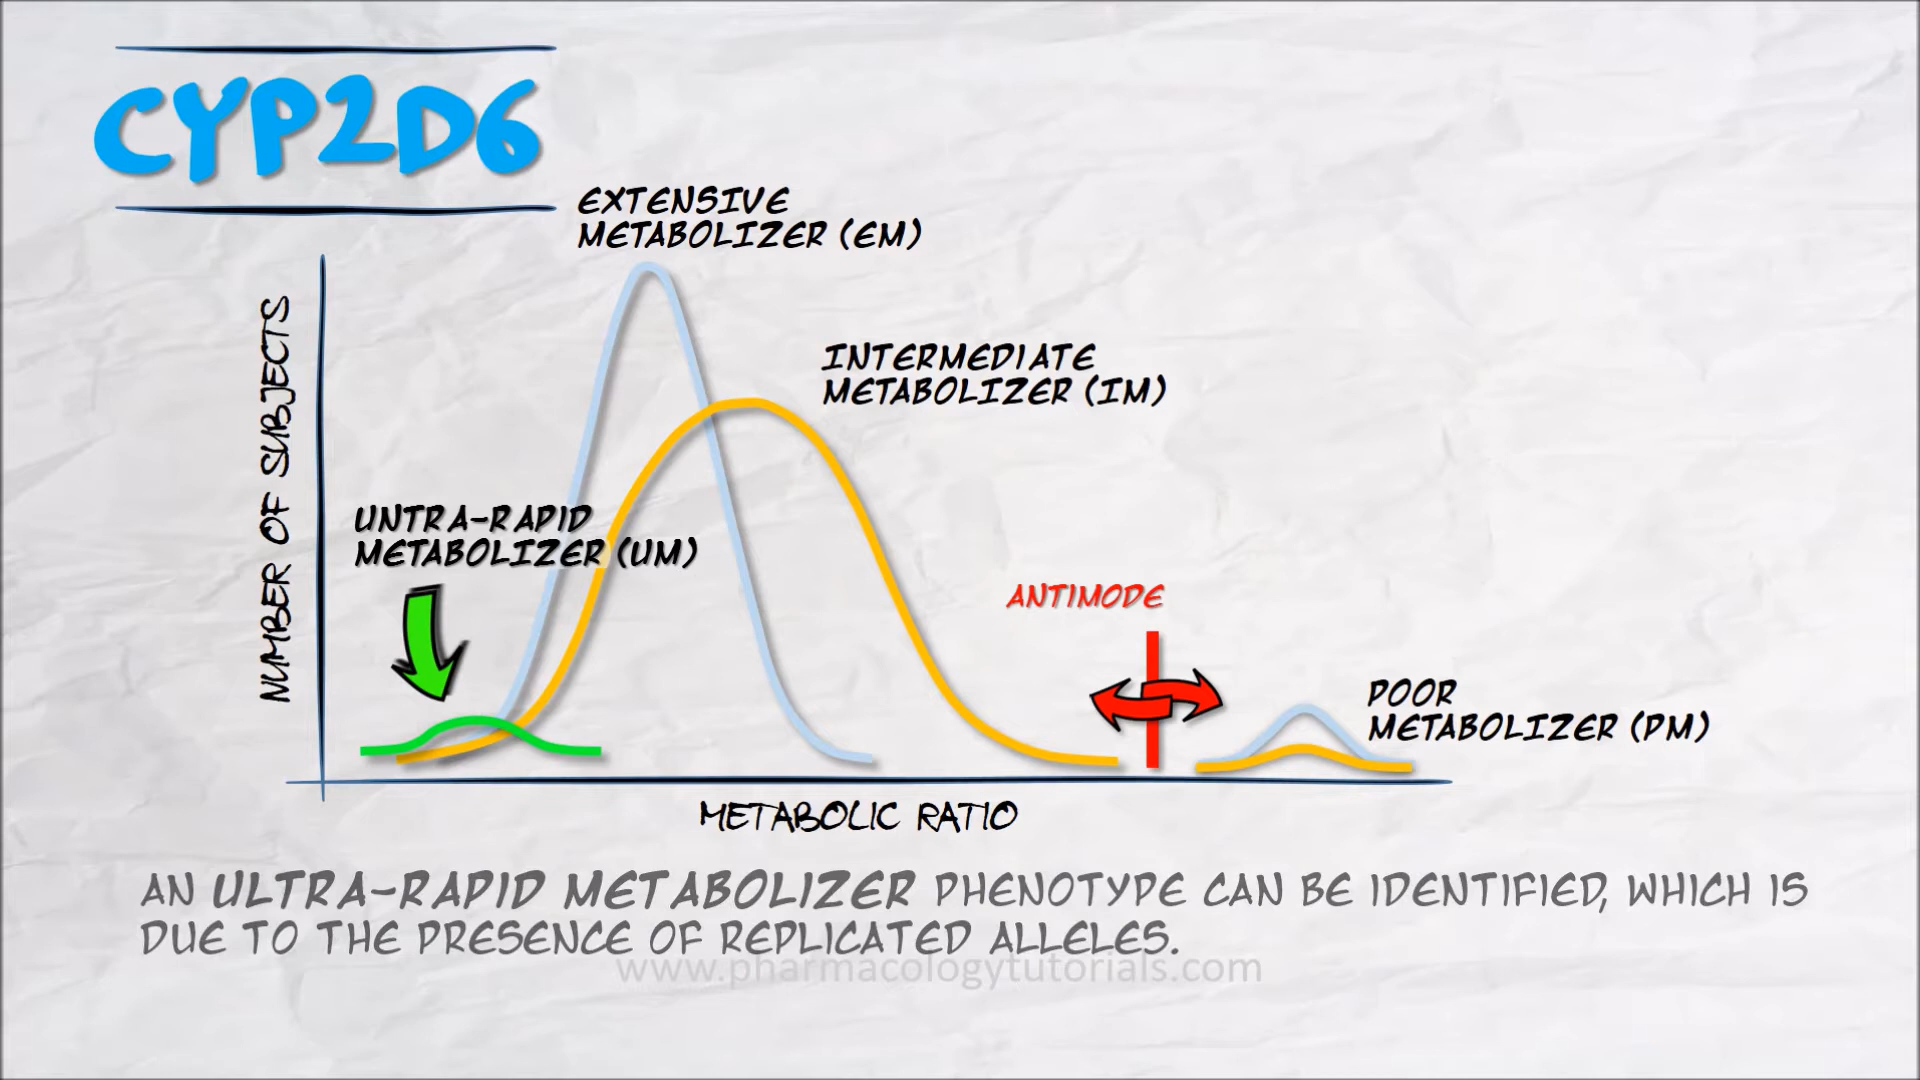 CYP2D6
EXTENSIVE
METABOLIZER (EM)
INTERMEDIATE
METABOLIZER (IM)
UNTRA-RAPID
METABOLIZER (UM)
NUMBER OF SUBJECTS
ANTIMODE
POOR
METABOLIZER (PM)
METABOLIC RATIO
AN ULTRA-RAPID METABOLIZER PHENOTYPE CAN BE IDENTIFIED, WHICH IS
DUE TO THE PRESENCE OF REPLICATED ALLELES.
www.pharmacologytutorials.com